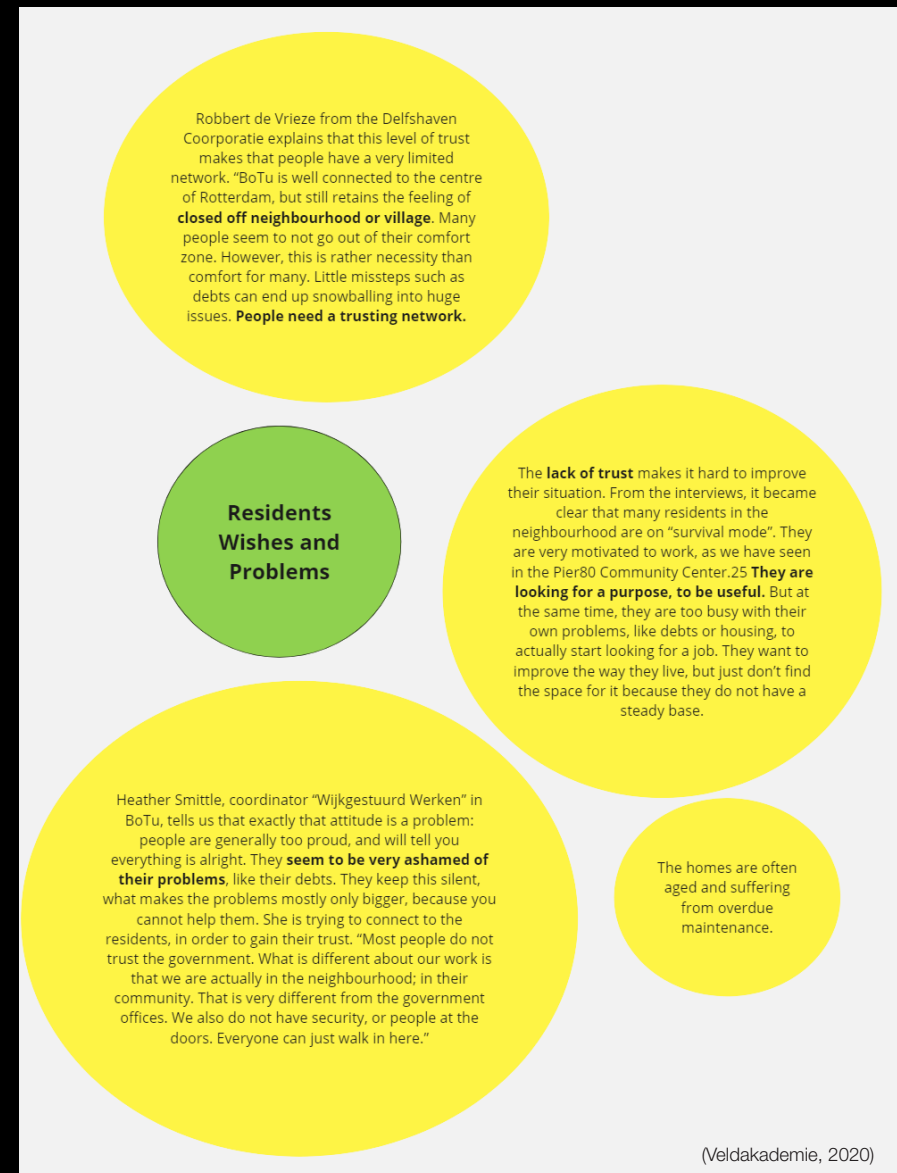 Robbert de Vrieze from the Delfshaven
Coorporatie explains that this level of trust
makes that people have a very limited
network. “BoTu is well connected to the centre
of Rotterdam, but still retains the feeling of
closed off neighbourhood or village. Many
people seem to not go out of their comfort
zone. However, this is rather necessity than
comfort for many. Little missteps such as
debts can end up snowballing into huge
issues. People need a trusting network.
Residents
Wishes and
Problems
The lack of trust makes it hard to improve
their situation. From the interviews, it became
clear that many residents in the
neighbourhood are on “survival mode”. They
are very motivated to work, as we have seen
in the Pier80 Community Center.25 They are
looking for a purpose, to be useful. But at
the same time, they are too busy with their
own problems, like debts or housing, to
actually start looking for a job. They want to
improve the way they live, but just don’t find
the space for it because they do not have a
steady base.
Heather Smittle, coordinator “Wijkgestuurd Werken” in
BoTu, tells us that exactly that attitude is a problem:
people are generally too proud, and will tell you
everything is alright. They seem to be very ashamed of
their problems, like their debts. They keep this silent,
what makes the problems mostly only bigger, because you
cannot help them. She is trying to connect to the
residents, in order to gain their trust. “Most people do not
trust the government. What is different about our work is
that we are actually in the neighbourhood; in their
community. That is very different from the government
offices. We also do not have security, or people at the
doors. Everyone can just walk in here.”
The homes are often
aged and suffering
from overdue
maintenance.
(Veldakademie, 2020)